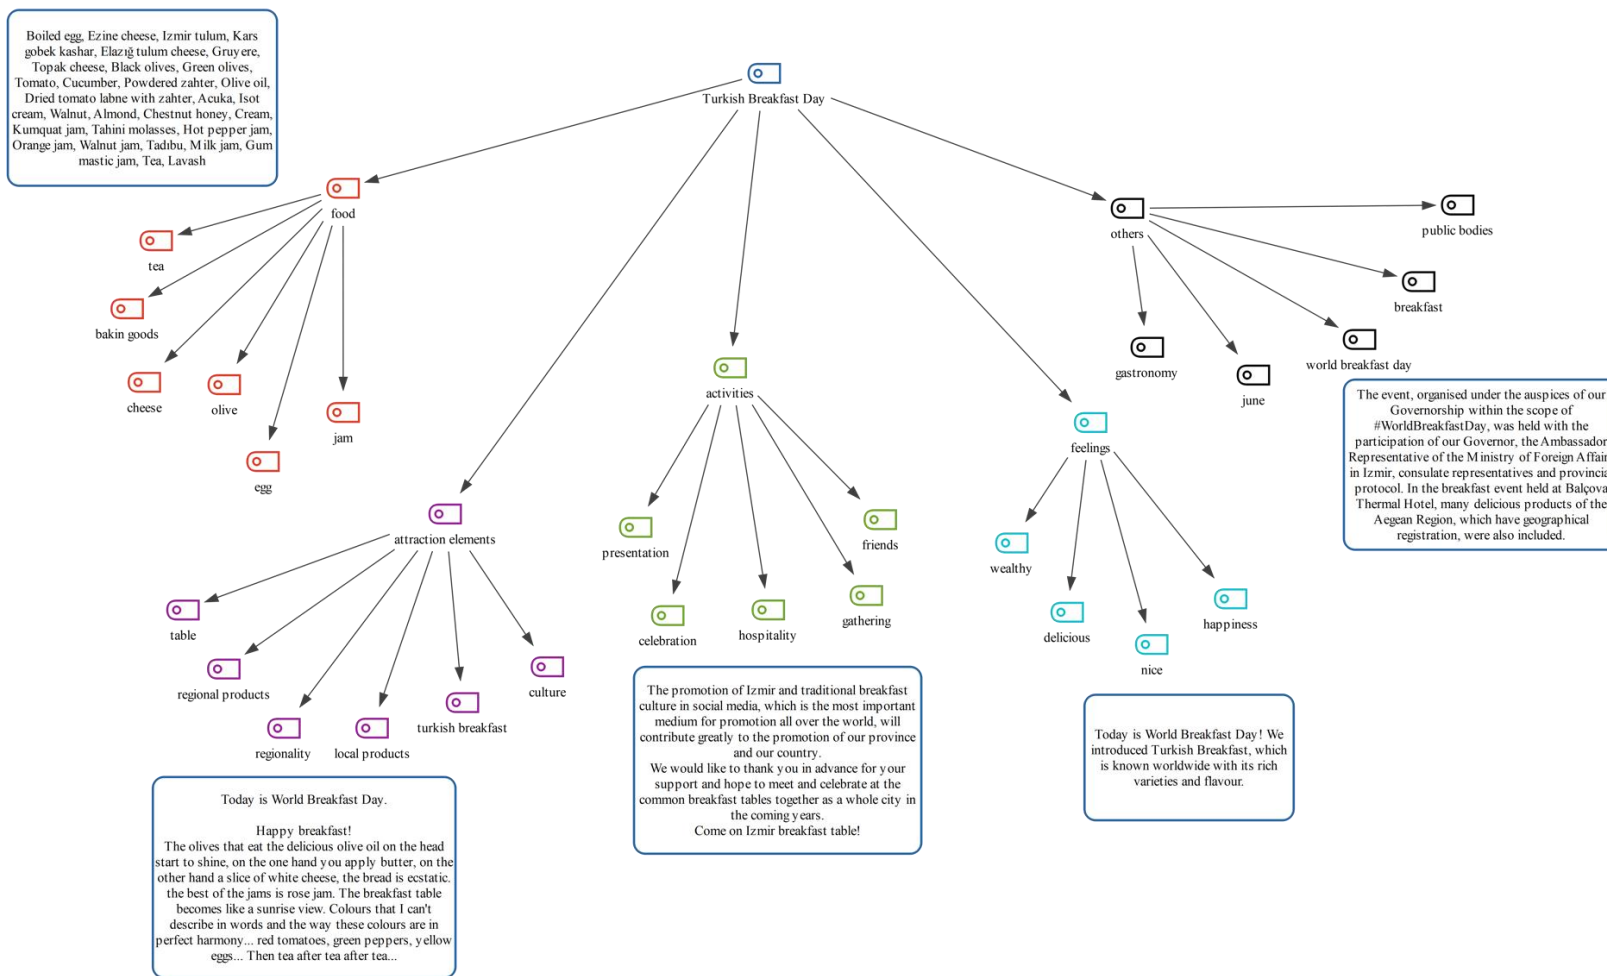 Boiled egg, Ezine cheese, Izmir tulum, Kars
gobek kashar, Elazığ tulum cheese, Gruyere,
Topak cheese, Black olives, Green olives,
Tomato, Cucumber, Powdered zahter, Olive oil,
Dried tomato labne with zahter, Acuka, Isot
cream, Walnut, Almond, Chestnut honey, Cream,
Kumquat jam, Tahini molasses, Hot pepper jam,
Orange jam, Walnut jam, Tadıbu, Milk jam, Gum
mastic jam, Tea, Lavash
Turkish Breakfast Day
food
tea
bakin goods
cheese
olive
egg
jam
others
public bodies
breakfast
world breakfast day
gastronomy
june
The event, organised under the auspices of our
Governorship within the scope of
#WorldBreakfastDay, was held with the
participation of our Governor, the Ambassador
Representative of the Ministry of Foreign Affair
in Izmir, consulate representatives and provincia
protocol. In the breakfast event held at Balçova
Thermal Hotel, many delicious products of the
Aegean Region, which have geographical
registration, were also included.
activities
presentation
celebration
hospitality
gathering
friends
The promotion of Izmir and traditional breakfast
culture in social media, which is the most important
medium for promotion all over the world, will
contribute greatly to the promotion of our province
and our country.
We would like to thank you in advance for your
support and hope to meet and celebrate at the
common breakfast tables together as a whole city in
the coming years.
Come on Izmir breakfast table!
feelings
wealthy
delicious
nice
happiness
Today is World Breakfast Day! We
introduced Turkish Breakfast, which
is known worldwide with its rich
varieties and flavour.
attraction elements
table
regional products
regionality
local products
turkish breakfast
culture
Today is World Breakfast Day.
Happy breakfast!
The olives that eat the delicious olive oil on the head
start to shine, on the one hand you apply butter, on the
other hand a slice of white cheese, the bread is ecstatic.
the best of the jams is rose jam. The breakfast table
becomes like a sunrise view. Colours that I can't
describe in words and the way these colours are in
perfect harmony... red tomatoes, green peppers, yellow
eggs... Then tea after tea after tea...